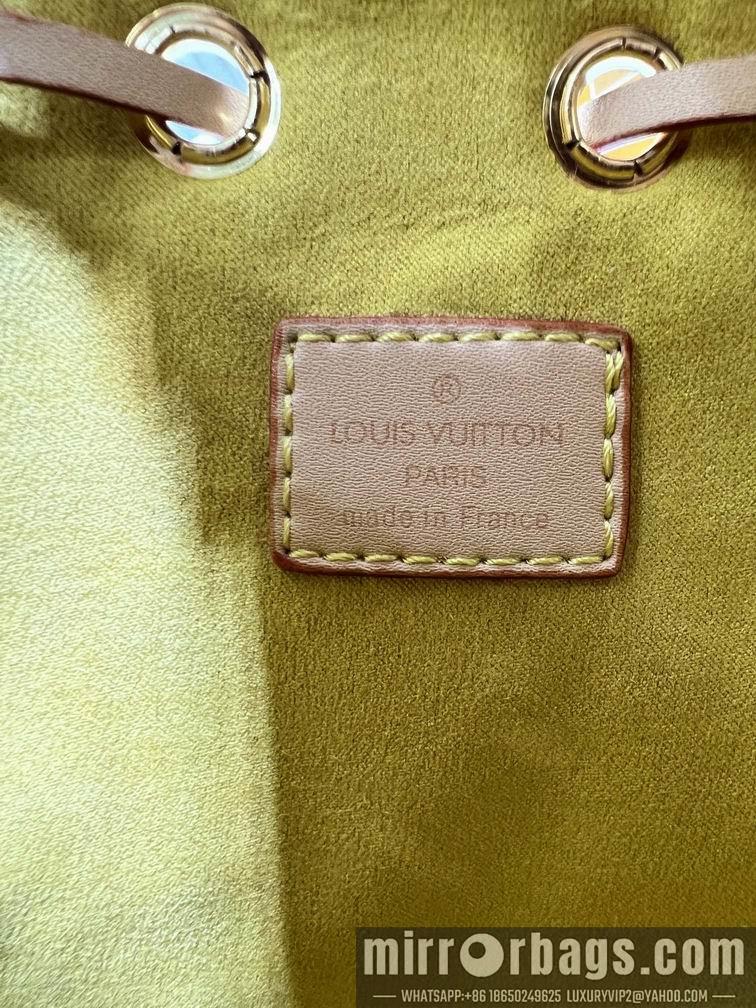 ®
LOUIS VUITTON
PARIS
made in France
mirrorbags.com
WHATSAPP:+86 18650249625 LUXURYVIP2@YAHOO.COM